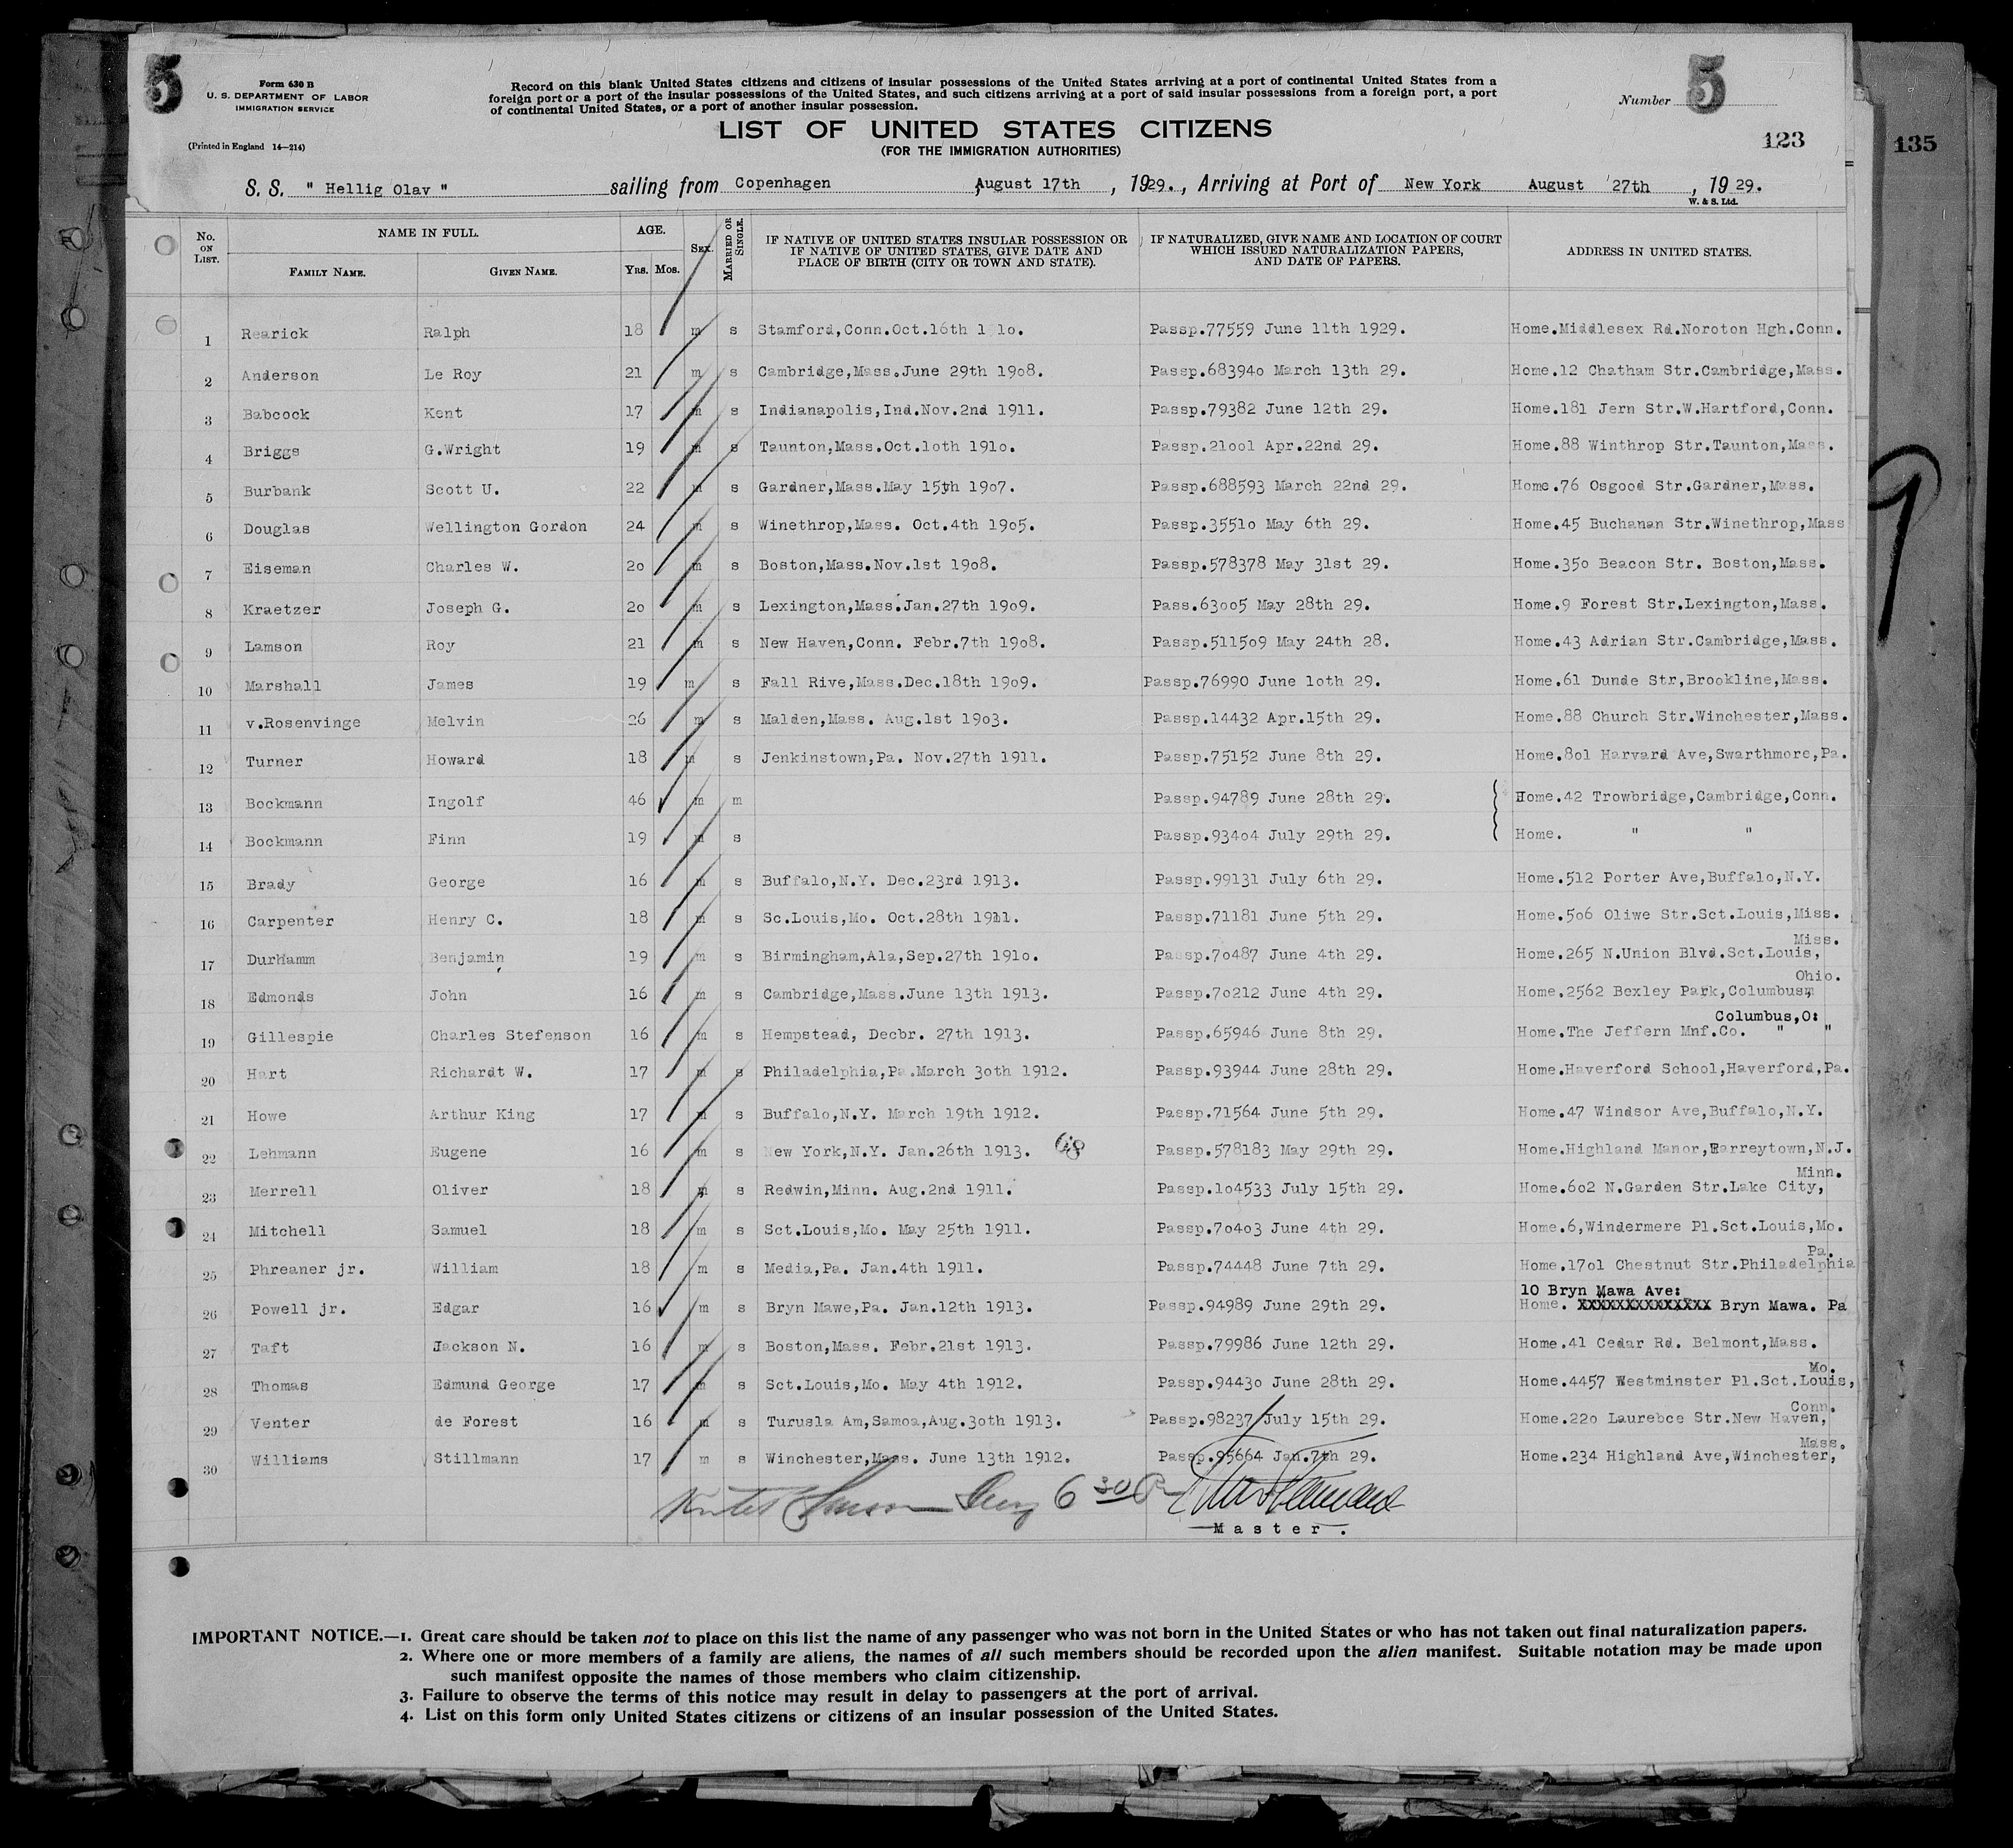 5
Form 630 B
U. S. DEPARTMENT OF LABOR
IMMIGRATION SERVICE
(Printed in England 14—214)
Record on this blank United States citizens and citizens of insular possessions of the United States arriving at a port of continental United States from a
foreign port or a port of the insular possessions of the United States, and such citizens arriving at a port of said insular possessions from a foreign port, a port
of continental United States, or a port of another insular possession.
Number 5
LIST OF UNITED STATES CITIZENS
(FOR THE IMMIGRATION AUTHORITIES)
123
135
S. S. " Hellig Olav " sailing from Copenhagen August 17th , 1929. , Arriving at Port of New York August 27th , 19 29.
W. & S. Ltd.
No. ON LIST. NAME IN FULL. FAMILY NAME. GIVEN NAME. AGE. YRS. MOS. SEX. MARRIED OR SINGLE. IF NATIVE OF UNITED STATES INSULAR POSSESSION OR IF NATIVE OF UNITED STATES, GIVE DATE AND PLACE OF BIRTH (CITY OR TOWN AND STATE). IF NATURALIZED, GIVE NAME AND LOCATION OF COURT WHICH ISSUED NATURALIZATION PAPERS, AND DATE OF PAPERS. ADDRESS IN UNITED STATES.
1 Rearick Ralph 18 m s Stamford,Conn.Oct.16th 1 1o. Passp.77559 June 11th 1929. Home.Middlesex Rd.Noroton Hgh.Conn.
2 Anderson Le Roy 21 m s Cambridge,Mass.June 29th 19o8. Passp.68394o March 13th 29. Home.12 Chatham Str.Cambridge,Mass.
3 Babcock Kent 17 m s Indianapolis,Ind.Nov.2nd 1911. Passp.79382 June 12th 29. Home.181 Jern Str.W.Hartford,Conn.
4 Briggs G.Wright 19 m s Taunton,Mass.Oct.1oth 191o. Passp.21oo1 Apr.22nd 29. Home.88 Winthrop Str.Taunton,Mass.
5 Burbank Scott U. 22 m s Gardner,Mass.May 15th 19o7. Passp.688593 March 22nd 29. Home.76 Osgood Str.Gardner,Mass.
6 Douglas Wellington Gordon 24 m s Winethrop,Mass. Oct.4th 19o5. Passp.3551o May 6th 29. Home.45 Buchanan Str.Winethrop,Mass
7 Eiseman Charles W. 2o m s Boston,Mass.Nov.1st 19o8. Passp.578378 May 31st 29. Home.35o Beacon Str. Boston,Mass.
8 Kraetzer Joseph G. 2o m s Lexington,Mass.Jan.27th 19o9. Pass.63oo5 May 28th 29. Home.9 Forest Str.Lexington,Mass.
9 Lamson Roy 21 m s New Haven,Conn. Febr.7th 19o8. Passp.5115o9 May 24th 28. Home.43 Adrian Str.Cambridge,Mass.
10 Marshall James 19 m s Fall Rive,Mass.Dec.18th 19o9. Passp.7699o June 1oth 29. Home.61 Dunde Str,Brookline,Mass.
11 v.Rosenvinge Melvin 26 m s Malden,Mass. Aug.1st 19o3. Passp.14432 Apr.15th 29. Home.88 Church Str.Winchester,Mass.
12 Turner Howard 18 m s Jenkinstown,Pa. Nov.27th 1911. Passp.75152 June 8th 29. Home.8o1 Harvard Ave,Swarthmore,Pa.
13 Bockmann Ingolf 46 m m Passp.94789 June 28th 29. Home.42 Trowbridge,Cambridge,Conn.
14 Bockmann Finn 19 m s Passp.934o4 July 29th 29. Home. " "
15 Brady George 16 m s Buffalo,N.Y. Dec.23rd 1913. Passp.99131 July 6th 29. Home.512 Porter Ave,Buffalo,N.Y.
16 Carpenter Henry C. 18 m s Sc.Louis,Mo. Oct.28th 1911. Passp.71181 June 5th 29. Home.5o6 Oliwe Str.Sct.Louis,Miss.
17 Durhamm Benjamin 19 m s Birmingham,Ala,Sep.27th 191o. Passp.7o487 June 4th 29. Home.265 N.Union Blvd.Sct.Louis, Miss.
18 Edmonds John 16 m s Cambridge,Mass.June 13th 1913. Passp.7o212 June 4th 29. Home.2562 Bexley Park,Columbus, Ohio.
19 Gillespie Charles Stefenson 16 m s Hempstead, Decbr. 27th 1913. Passp.65946 June 8th 29. Home.The Jeffern Mnf.Co. " " Columbus,O:
20 Hart Richardt W. 17 m s Philadelphia,Pa.March 3oth 1912. Passp.93944 June 28th 29. Home.Haverford School,Haverford,Pa.
21 Howe Arthur King 17 m s Buffalo,N.Y. March 19th 1912. Passp.71564 June 5th 29. Home.47 Windsor Ave,Buffalo,N.Y.
22 Lehmann Eugene 16 m s New York,N.Y. Jan.26th 1913. 68 Passp.578183 May 29th 29. Home.Highland Manor,Tarreytown,N.J.
23 Merrell Oliver 18 m s Redwin,Minn. Aug.2nd 1911. Passp.1o4533 July 15th 29. Home.6o2 N.Garden Str.Lake City, Minn.
24 Mitchell Samuel 18 m s Sct.Louis,Mo. May 25th 1911. Passp.7o4o3 June 4th 29. Home.6,Windermere Pl.Sct.Louis,Mo.
25 Phreaner jr. William 18 m s Media,Pa. Jan.4th 1911. Passp.74448 June 7th 29. Home.17o1 Chestnut Str.Philadelphia Pa.
26 Powell jr. Edgar 16 m s Bryn Mawe,Pa. Jan.12th 1913. Passp.94989 June 29th 29. 10 Bryn Mawa Ave: Home. XXXXXXXXXXXXXX Bryn Mawa. Pa
27 Taft Jackson N. 16 m s Boston,Mass. Febr.21st 1913. Passp.79986 June 12th 29. Home.41 Cedar Rd. Belmont,Mass.
28 Thomas Edmund George 17 m s Sct.Louis,Mo. May 4th 1912. Passp.9443o June 28th 29. Home.4457 Westminster Pl.Sct.Louis, Mo.
29 Venter de Forest 16 m s Turusla Am,Samoa,Aug.3oth 1913. Passp.98237 July 15th 29. Home.22o Laurebce Str.New Haven, Conn.
30 Williams Stillmann 17 m s Winchester,Mass. June 13th 1912. Passp.95664 Jan.7th 29. Home.234 Highland Ave,Winchester, Mass.
6 30
Master.
IMPORTANT NOTICE.—1. Great care should be taken not to place on this list the name of any passenger who was not born in the United States or who has not taken out final naturalization papers.
2. Where one or more members of a family are aliens, the names of all such members should be recorded upon the alien manifest. Suitable notation may be made upon
such manifest opposite the names of those members who claim citizenship.
3. Failure to observe the terms of this notice may result in delay to passengers at the port of arrival.
4. List on this form only United States citizens or citizens of an insular possession of the United States.